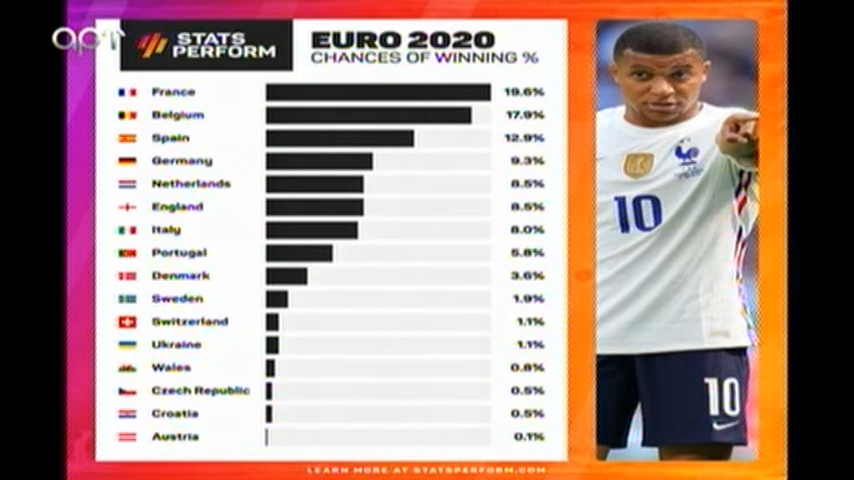 STATS
PERFORM
EURO 2020
CHANCES OF WINNING %
France 19.6%
Belgium 17.9%
Spain 12.9%
Germany 9.3%
Netherlands 8.5%
England 8.5%
Italy 8.0%
Portugal 5.8%
Denmark 3.6%
Sweden 1.9%
Switzerland 1.1%
Ukraine 1.1%
Wales 0.8%
Czech Republic 0.5%
Croatia 0.5%
Austria 0.1%
10
10
LEARN MORE AT STATSPERFORM.COM